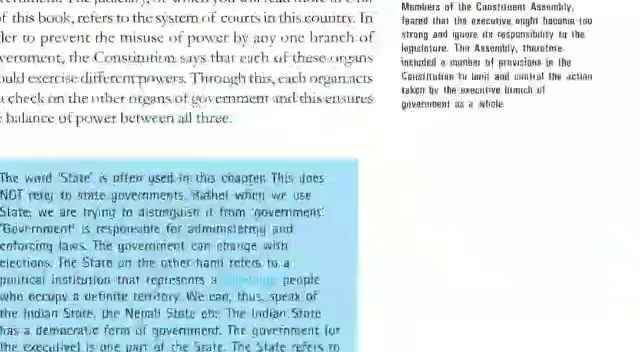 of this book, refers to the system of courts in this country. In
der to prevent the misuse of power by any one branch of
vernment, the Constitution says that each of these organs
ould exercise different powers. Through this, each organ acts
a check on the other organs of government and this ensures
e balance of power between all three.
Members of the Constituent Assembly,
feared that the executive might become too
strong and ignore its responsibility to the
legislature. The Assembly, therefore,
included a number of provisions in the
Constitution to limit and control the action
taken by the executive branch of
government as a whole
The word 'State' is often used in this chapter. This does
NOT refer to state governments. Rather when we use
State, we are trying to distinguish it from 'government'
'Government' is responsible for administering and
enforcing laws. The government can change with
elections. The State on the other hand refers to a
political institution that represents a people
who occupy a definite territory. We can, thus, speak of
the Indian State, the Nepali State etc. The Indian State
has a democratic form of government. The government (or
the executive) is one part of the State. The State refers to